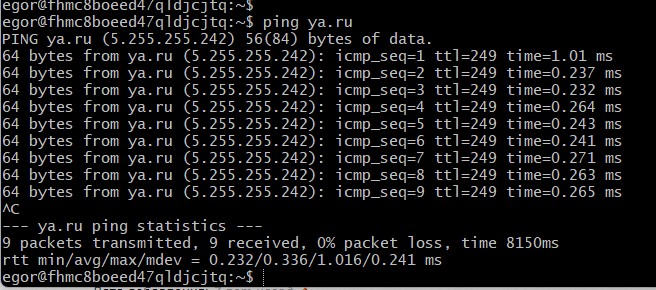 egor@fhmc8boeed47qldjcjtq:~$
egor@fhmc8boeed47qldjcjtq:~$ ping ya.ru
PING ya.ru (5.255.255.242) 56(84) bytes of data.
64 bytes from ya.ru (5.255.255.242): icmp_seq=1 ttl=249 time=1.01 ms
64 bytes from ya.ru (5.255.255.242): icmp_seq=2 ttl=249 time=0.237 ms
64 bytes from ya.ru (5.255.255.242): icmp_seq=3 ttl=249 time=0.232 ms
64 bytes from ya.ru (5.255.255.242): icmp_seq=4 ttl=249 time=0.264 ms
64 bytes from ya.ru (5.255.255.242): icmp_seq=5 ttl=249 time=0.243 ms
64 bytes from ya.ru (5.255.255.242): icmp_seq=6 ttl=249 time=0.241 ms
64 bytes from ya.ru (5.255.255.242): icmp_seq=7 ttl=249 time=0.271 ms
64 bytes from ya.ru (5.255.255.242): icmp_seq=8 ttl=249 time=0.263 ms
64 bytes from ya.ru (5.255.255.242): icmp_seq=9 ttl=249 time=0.265 ms
^C
--- ya.ru ping statistics ---
9 packets transmitted, 9 received, 0% packet loss, time 8150ms
rtt min/avg/max/mdev = 0.232/0.336/1.016/0.241 ms
egor@fhmc8boeed47qldjcjtq:~$